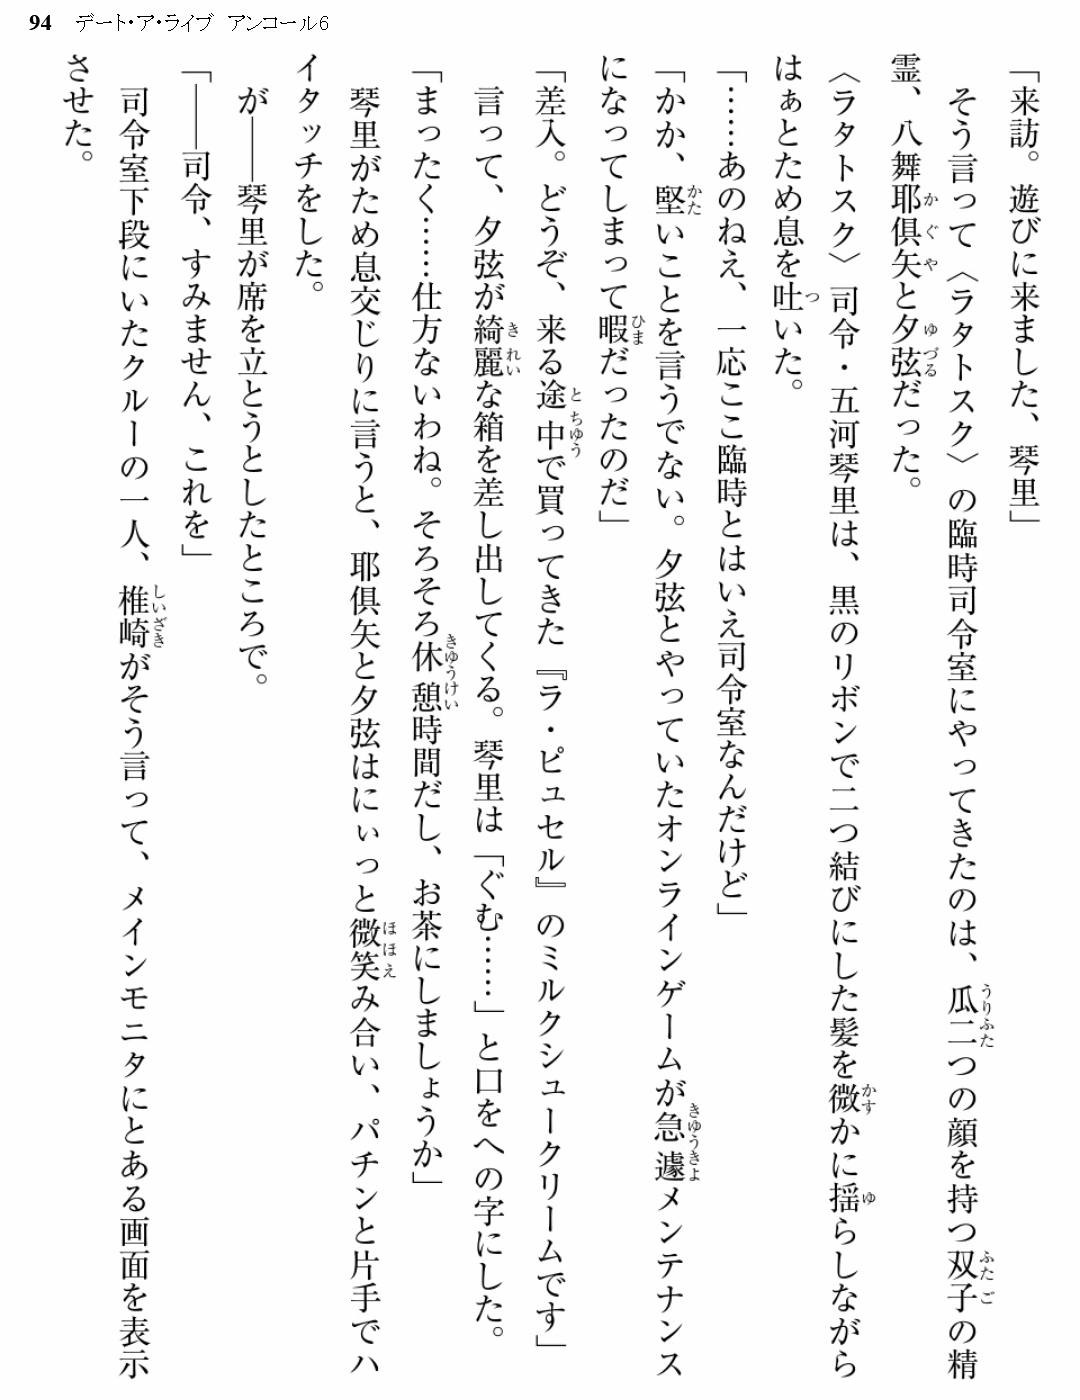 94 デート・ア・ライブ アンコール6
「来訪。遊びに来ました、琴里」
そう言って〈ラタトスク〉の臨時司令室にやってきたのは、瓜二つの顔を持つ双子の精
霊、八舞耶倶矢と夕弦だった。
〈ラタトスク〉司令・五河琴里は、黒のリボンで二つ結びにした髪を微かに揺らしながら
はぁとため息を吐いた。
「……あのねえ、一応ここ臨時とはいえ司令室なんだけど」
「かか、堅いことを言うでない。夕弦とやっていたオンラインゲームが急遽メンテナンス
になってしまって暇だったのだ」
「差入。どうぞ、来る途中で買ってきた『ラ・ピュセル』のミルクシュークリームです」
言って、夕弦が綺麗な箱を差し出してくる。琴里は「ぐむ……」と口をへの字にした。
「まったく……仕方ないわね。そろそろ休憩時間だし、お茶にしましょうか」
琴里がため息交じりに言うと、耶倶矢と夕弦はにぃっと微笑み合い、パチンと片手でハ
イタッチをした。
が――琴里が席を立とうとしたところで。
「――司令、すみません、これを」
司令室下段にいたクルーの一人、椎崎がそう言って、メインモニタにとある画面を表示
させた。